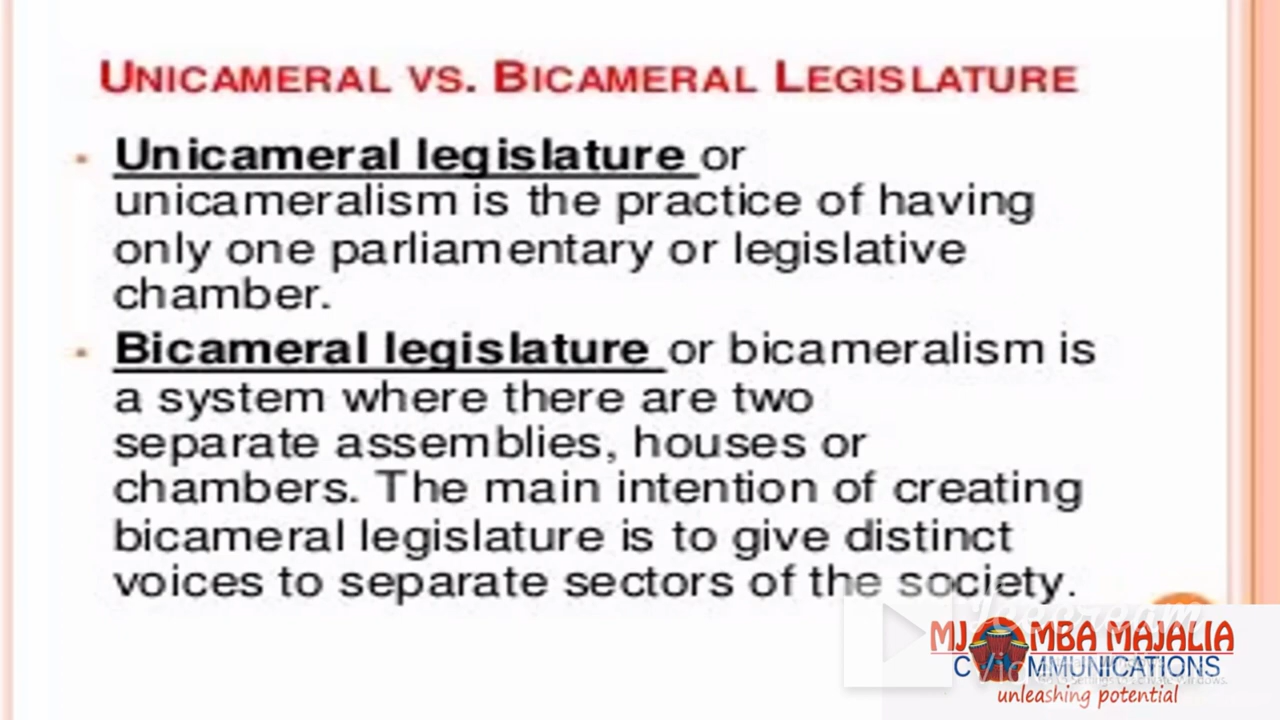 UNICAMERAL VS. BICAMERAL LEGISLATURE
Unicameral legislature or
unicameralism is the practice of having
only one parliamentary or legislative
chamber.
Bicameral legislature or bicameralism is
a system where there are two
separate assemblies, houses or
chambers. The main intention of creating
bicameral legislature is to give distinct
voices to separate sectors of the society.
MJOMBA MAJALIA
COMMUNICATIONS
unleashing potential